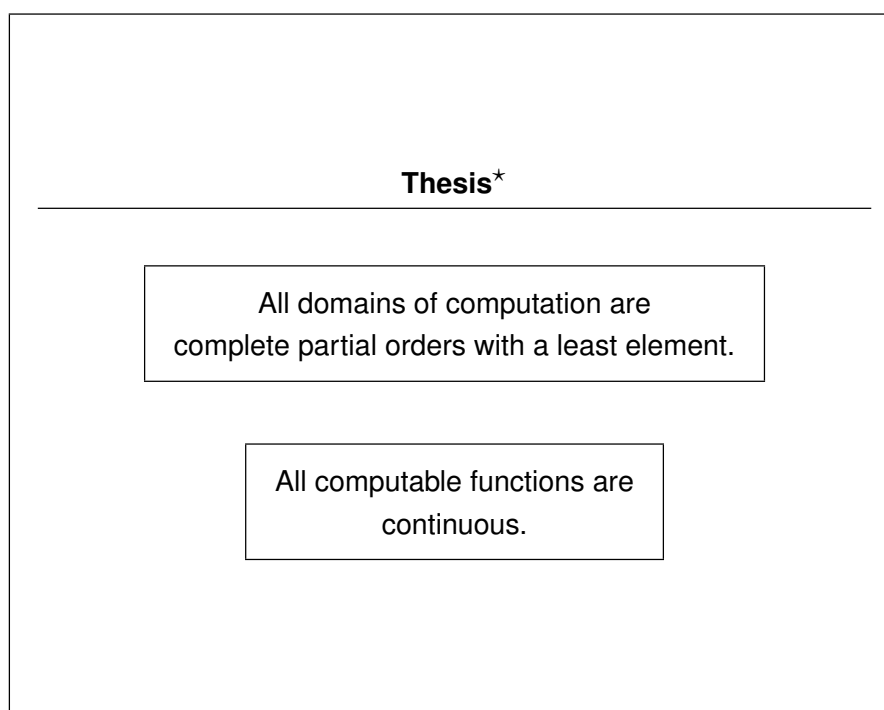 Thesis*
All domains of computation are
complete partial orders with a least element.
All computable functions are
continuous.